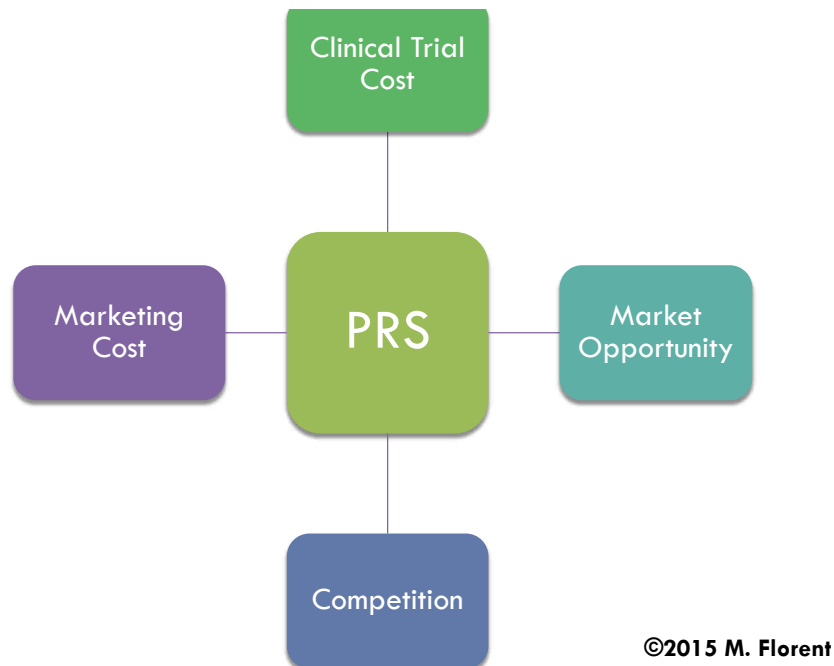 Clinical Trial
Cost
Marketing
Cost
PRS
Market
Opportunity
Competition
©2015 M. Florent